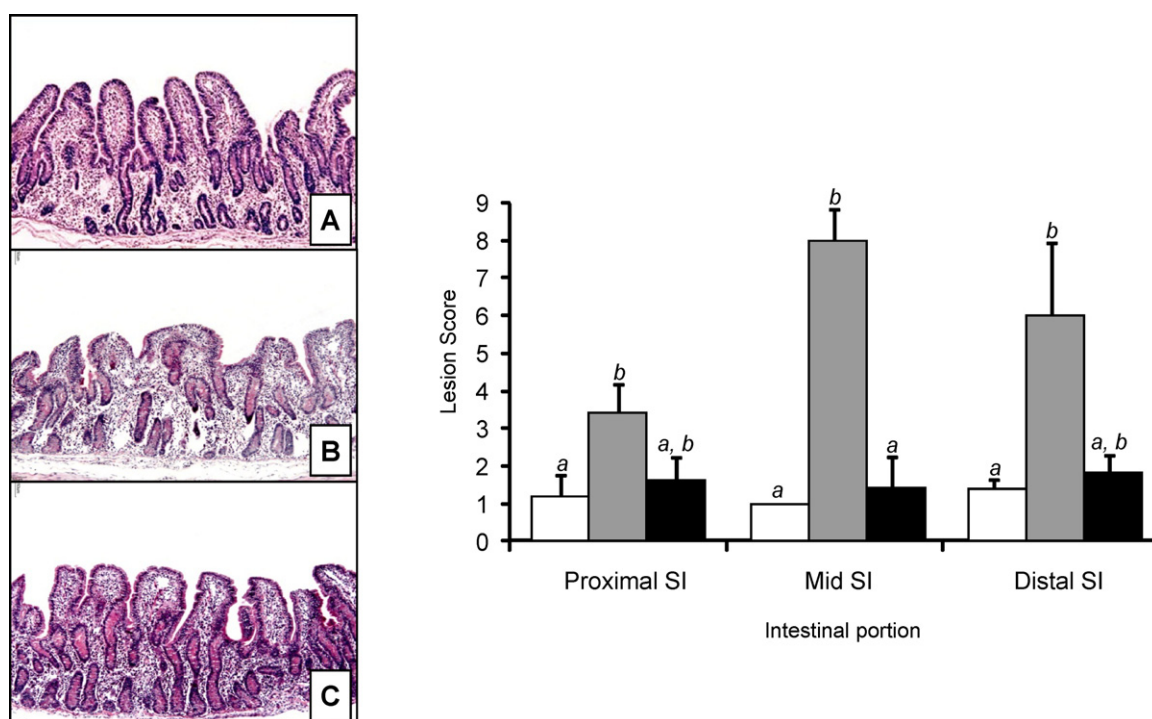 A
B
C
Lesion Score
9
8
7
6
5
4
3
2
1
0
a
b
a, b
a
b
a
a
b
a, b
Proximal SI
Mid SI
Distal SI
Intestinal portion